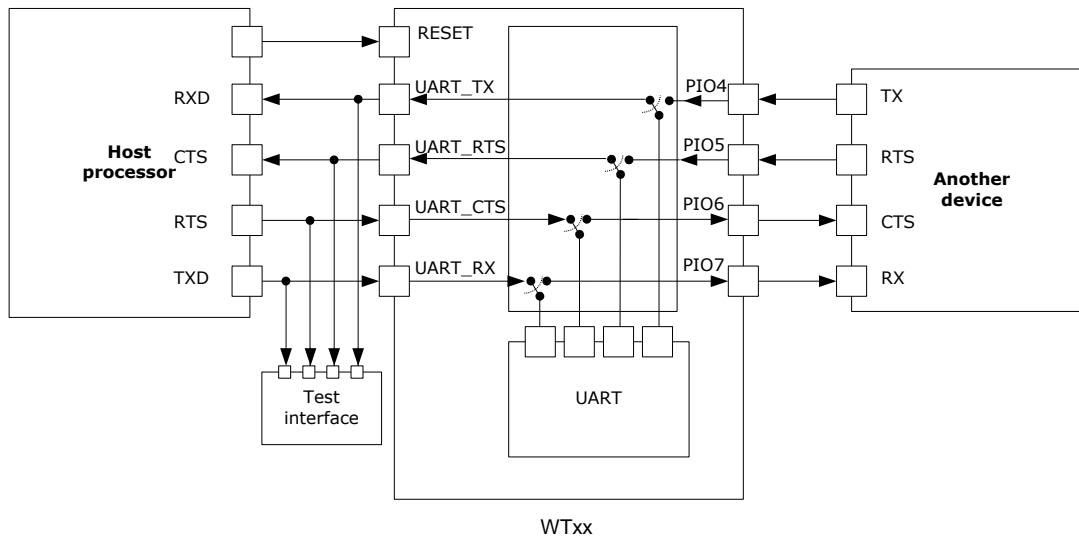 RESET
RXD
UART_TX
PIO4
TX
Host
processor
CTS
UART_RTS
PIO5
RTS
Another
device
RTS
UART_CTS
PIO6
CTS
TXD
UART_RX
PIO7
RX
Test
interface
UART
WTxx